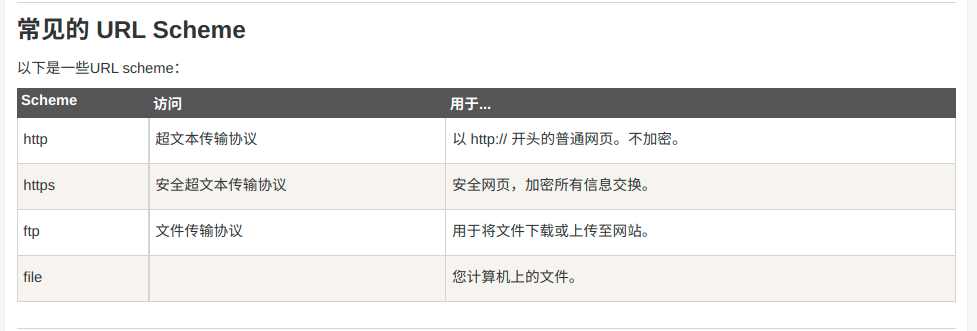 常见的 URL Scheme
以下是一些URL scheme：
Scheme 访问 用于...
http 超文本传输协议 以 http:// 开头的普通网页。不加密。
https 安全超文本传输协议 安全网页，加密所有信息交换。
ftp 文件传输协议 用于将文件下载或上传至网站。
file 您计算机上的文件。